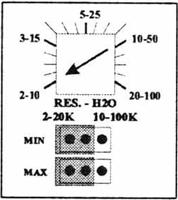 5-25
3-15 10-50
2-10 20-100
RES. - H2O
2-20K 10-100K
MIN
MAX